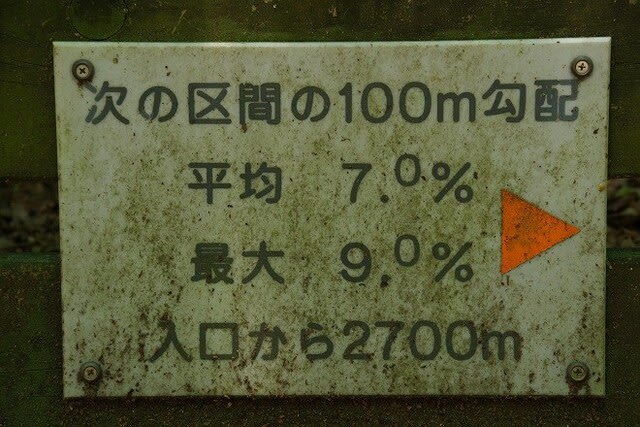 次の区間の100m勾配
平均 7.0%
最大 9.0%
入口から2700m